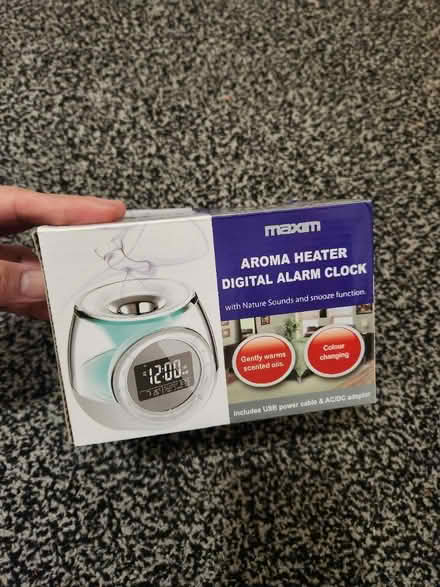 maxim
AROMA HEATER
DIGITAL ALARM CLOCK
with Nature Sounds and snooze function.
Gently warms
scented oils.
Colour
changing
12:00
Includes USB power cable & AC/DC adaptor